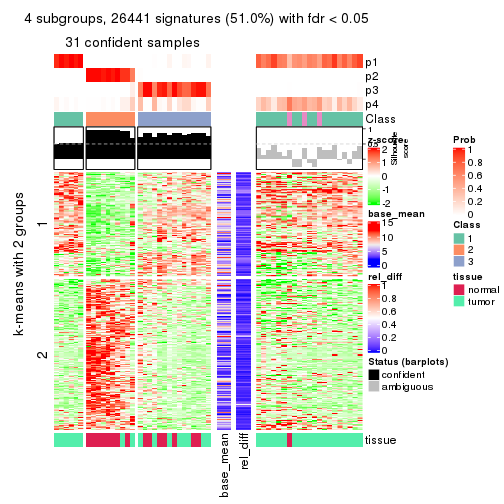 4 subgroups, 26441 signatures (51.0%) with fdr < 0.05
31 confident samples
p1
p2
p3
p4
Class
1
0.5
Silhouette
score
k-means with 2 groups
1
2
z-score
2
1
0
-1
-2
base_mean
15
10
5
0
rel_diff
1
0.8
0.6
0.4
0.2
0
Status (barplots)
confident
ambiguous
Prob
1
0.8
0.6
0.4
0.2
0
Class
1
2
3
tissue
normal
tumor
tissue
base_mean
rel_diff